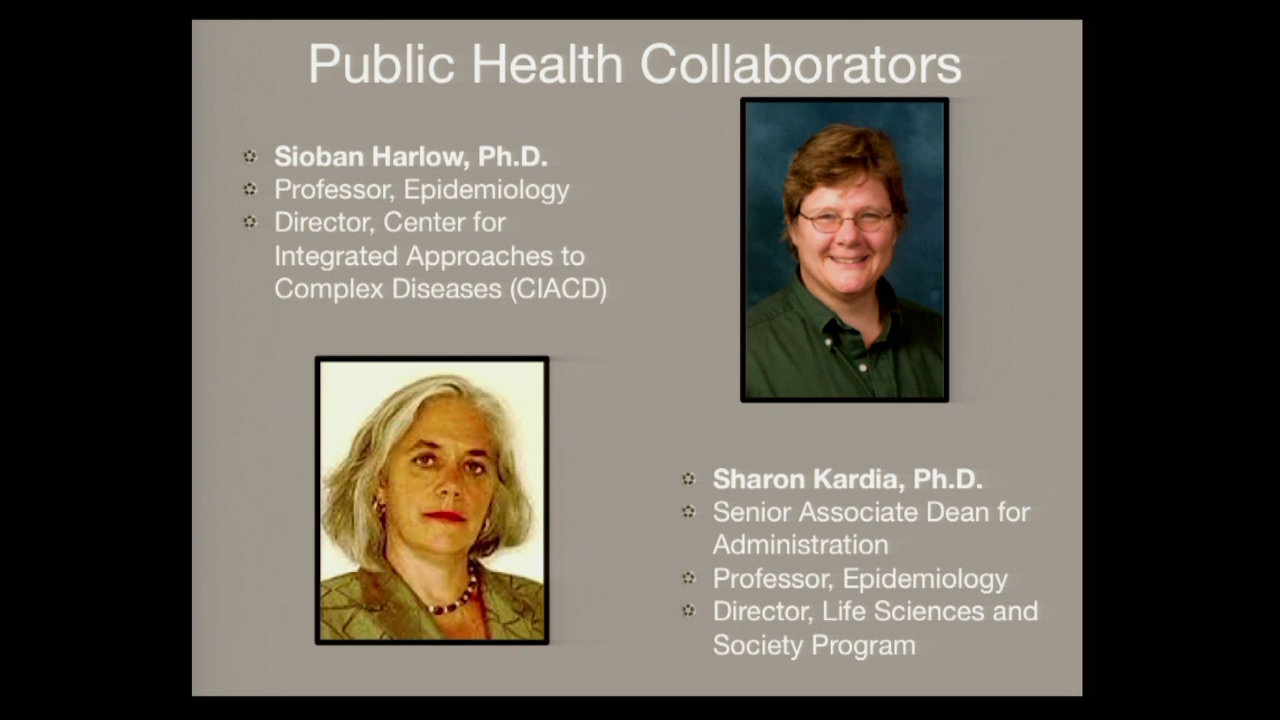 Public Health Collaborators
Sioban Harlow, Ph.D.
Professor, Epidemiology
Director, Center for
Integrated Approaches to
Complex Diseases (CIACD)
Sharon Kardia, Ph.D.
Senior Associate Dean for
Administration
Professor, Epidemiology
Director, Life Sciences and
Society Program